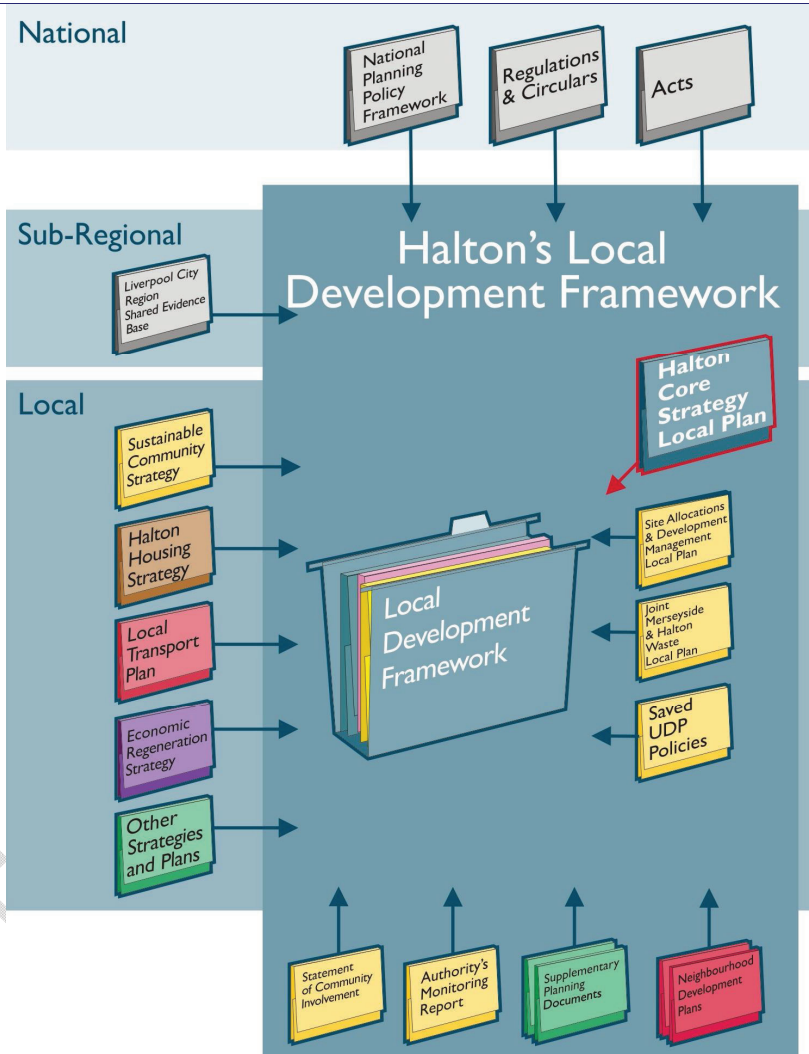 National
National
Planning
Policy
Framework
Regulations
& Circulars
Acts
Sub-Regional
Liverpool City
Region
Shared Evidence
Base
Halton's Local
Development Framework
Halton
Core
Strategy
Local Plan
Local
Sustainable
Community
Strategy
Halton
Housing
Strategy
Local
Transport
Plan
Economic
Regeneration
Strategy
Other
Strategies
and Plans
Local
Development
Framework
Site Allocations
& Development
Management
Local Plan
Joint
Merseyside
& Halton
Waste
Local Plan
Saved
UDP
Policies
Statement
of Community
Involvement
Authority's
Monitoring
Report
Supplementary
Planning
Documents
Neighbourhood
Development
Plans